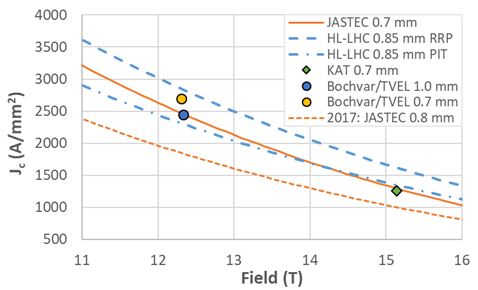 4000
3500
3000
2500
2000
1500
1000
500
Jc (A/mm²)
JASTEC 0.7 mm
HL-LHC 0.85 mm RRP
HL-LHC 0.85 mm PIT
KAT 0.7 mm
Bochvar/TVEL 1.0 mm
Bochvar/TVEL 0.7 mm
2017: JASTEC 0.8 mm
11 12 13 14 15 16
Field (T)